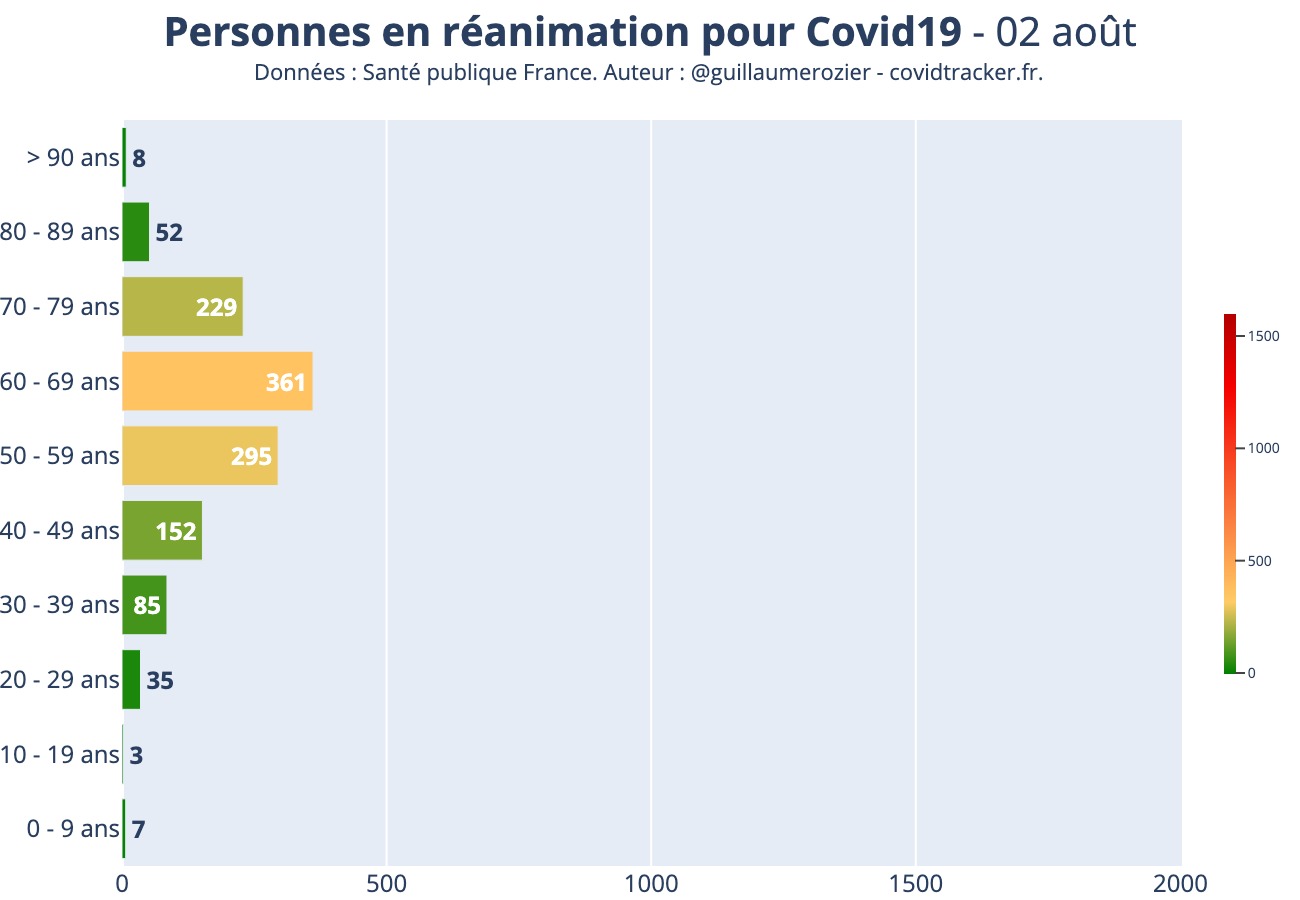 Personnes en réanimation pour Covid19 - 02 août
Données : Santé publique France. Auteur : @guillaumerozier - covidtracker.fr.
> 90 ans 8
80 - 89 ans 52
70 - 79 ans 229
60 - 69 ans 361
50 - 59 ans 295
40 - 49 ans 152
30 - 39 ans 85
20 - 29 ans 35
10 - 19 ans 3
0 - 9 ans 7
0 500 1000 1500 2000
1500
1000
500
0